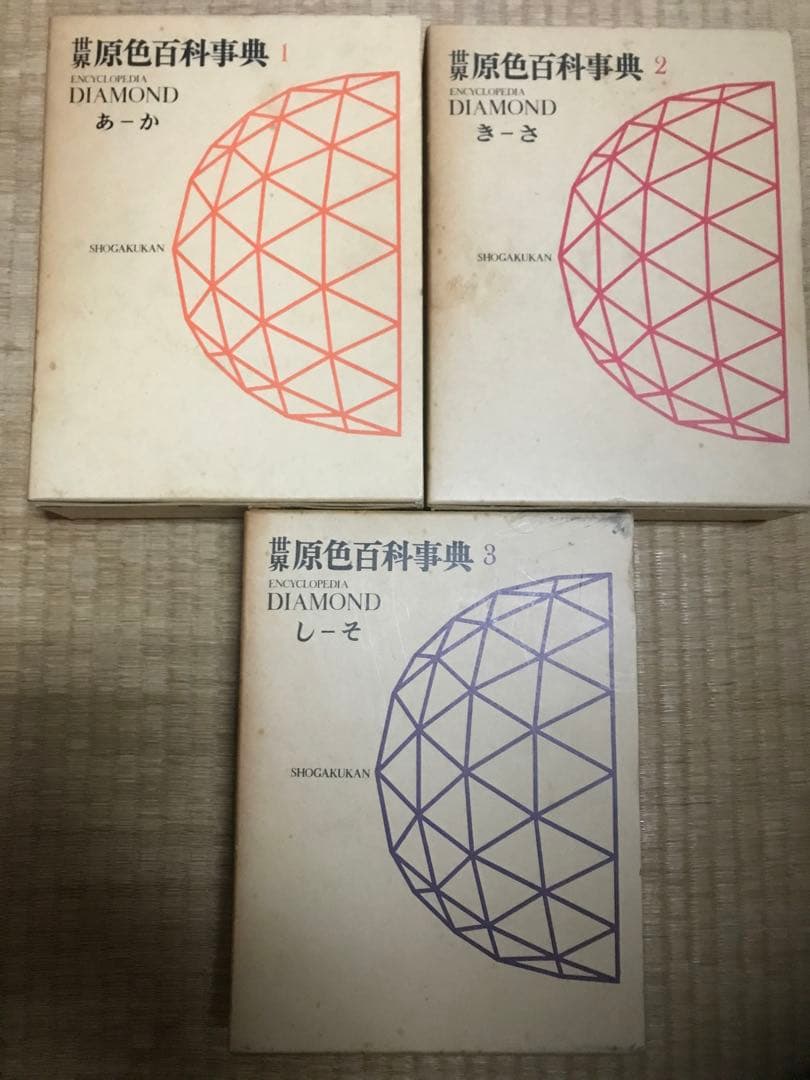 世界 原色百科事典 1
ENCYCLOPEDIA
DIAMOND
あ－か
SHOGAKUKAN
世界 原色百科事典 2
ENCYCLOPEDIA
DIAMOND
き－さ
SHOGAKUKAN
世界 原色百科事典 3
ENCYCLOPEDIA
DIAMOND
し－そ
SHOGAKUKAN